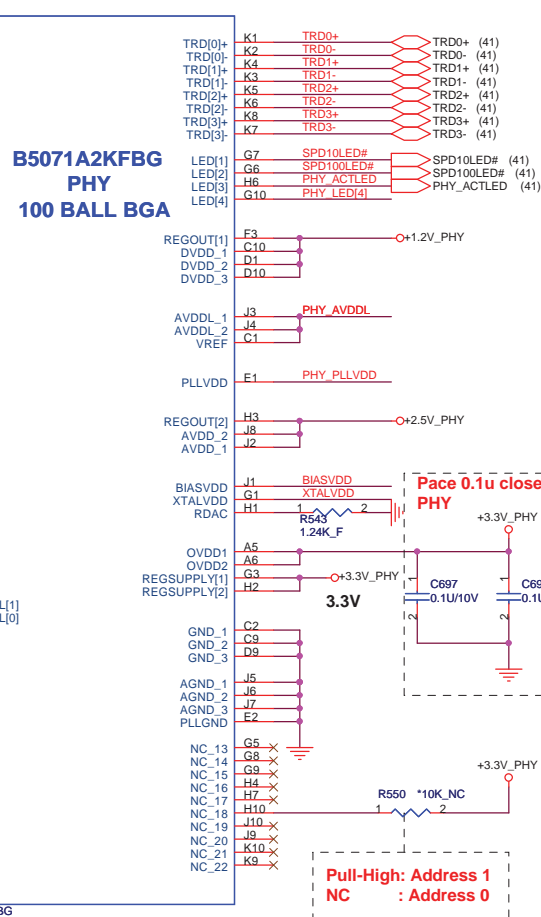 TRD[0]+ K1 TRD0+ TRD0+ (41)
TRD[0]- K2 TRD0- TRD0- (41)
TRD[1]+ K4 TRD1+ TRD1+ (41)
TRD[1]- K3 TRD1- TRD1- (41)
TRD[2]+ K5 TRD2+ TRD2+ (41)
TRD[2]- K6 TRD2- TRD2- (41)
TRD[3]+ K8 TRD3+ TRD3+ (41)
TRD[3]- K7 TRD3- TRD3- (41)
B5071A2KFBG
PHY
100 BALL BGA
LED[1] G7 SPD10LED# SPD10LED# (41)
LED[2] G6 SPD100LED# SPD100LED# (41)
LED[3] H6 PHY_ACTLED PHY_ACTLED (41)
LED[4] G10 PHY_LED[4]
REGOUT[1] F3 +1.2V_PHY
DVDD_1 C10
DVDD_2 D1
DVDD_3 D10
AVDDL_1 J3 PHY_AVDDL
AVDDL_2 J4
VREF C1
PLLVDD E1 PHY_PLLVDD
REGOUT[2] H3 +2.5V_PHY
AVDD_2 J8
AVDD_1 J2
BIASVDD J1 BIASVDD
XTALVDD G1 XTALVDD
RDAC H1 1 2
R543
1.24K_F
Pace 0.1u close
PHY
+3.3V_PHY
OVDD1 A5
OVDD2 A6
REGSUPPLY[1] G3 +3.3V_PHY
REGSUPPLY[2] H2
3.3V
1 C697 2
0.1U/10V
1 C69 2
0.1U
L[1]
L[0]
GND_1 C2
GND_2 C9
GND_3 D9
AGND_1 J5
AGND_2 J6
AGND_3 J7
PLLGND E2
NC_13 G5
NC_14 G8
NC_15 G9
NC_16 H4
NC_17 H7
NC_18 H10
NC_19 J10
NC_20 J9
NC_21 K10
NC_22 K9
+3.3V_PHY
R550 *10K_NC
1 2
Pull-High: Address 1
NC : Address 0
BG